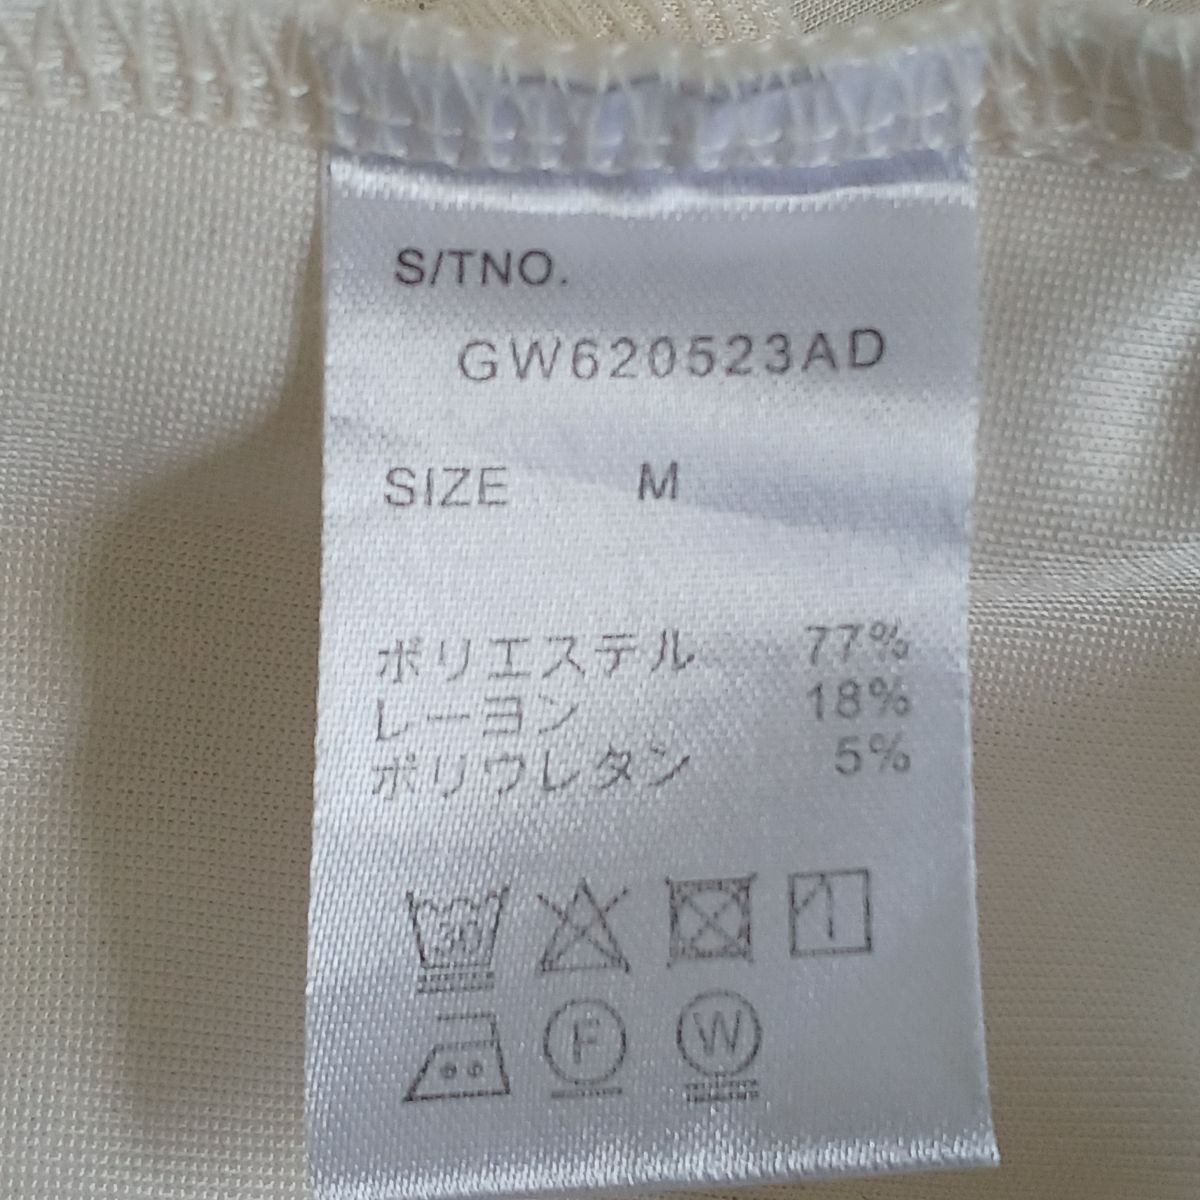 S/TNO.
GW620523AD
SIZE M
ポリエステル 77%
レーヨン 18%
ポリウレタン 5%
30
F W